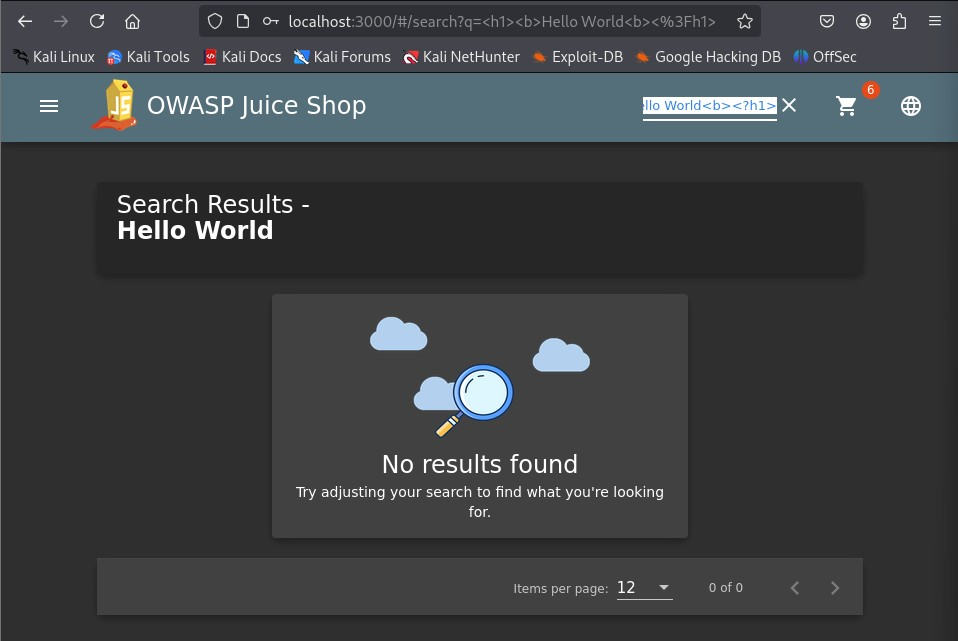 localhost:3000/#/search?q=<h1><b>Hello World<b><%3Fh1>
Kali Linux Kali Tools Kali Docs Kali Forums Kali NetHunter Exploit-DB Google Hacking DB OffSec
JS OWASP Juice Shop ello World<b><?h1> 6
Search Results -
Hello World
No results found
Try adjusting your search to find what you're looking
for.
Items per page: 12 0 of 0